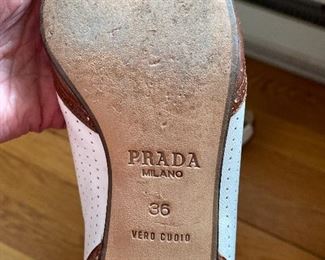 PRADA
MILANO
36
VERO CUOIO